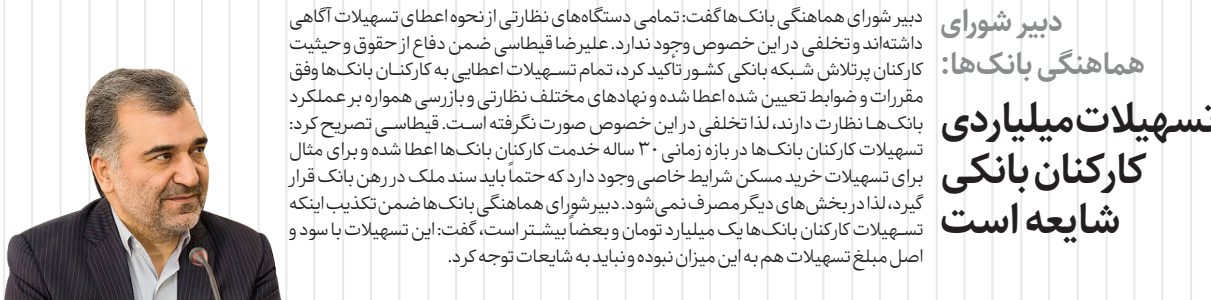 دبیر شورای
هماهنگی بانک‌ها:
تسهیلات میلیاردی
کارکنان بانکی
شایعه است
دبیر شورای هماهنگی بانک‌ها گفت: تمامی دستگاه‌های نظارتی از نحوه اعطای تسهیلات آگاهی
داشته‌اند و تخلفی در این خصوص وجود ندارد. علیرضا قیطاسی ضمن دفاع از حقوق و حیثیت
کارکنان پرتلاش شبکه بانکی کشور تأکید کرد، تمام تسهیلات اعطایی به کارکنان بانک‌ها وفق
مقررات و ضوابط تعیین شده اعطا شده و نهادهای مختلف نظارتی و بازرسی همواره بر عملکرد
بانک‌ها نظارت دارند، لذا تخلفی در این خصوص صورت نگرفته است. قیطاسی تصریح کرد:
تسهیلات کارکنان بانک‌ها در بازه زمانی ۳۰ ساله خدمت کارکنان بانک‌ها اعطا شده و برای مثال
برای تسهیلات خرید مسکن شرایط خاصی وجود دارد که حتماً باید سند ملک در رهن بانک قرار
گیرد، لذا در بخش‌های دیگر مصرف نمی‌شود. دبیر شورای هماهنگی بانک‌ها ضمن تکذیب اینکه
تسهیلات کارکنان بانک‌ها یک میلیارد تومان و بعضاً بیشتر است، گفت: این تسهیلات با سود و
اصل مبلغ تسهیلات هم به این میزان نبوده و نباید به شایعات توجه کرد.